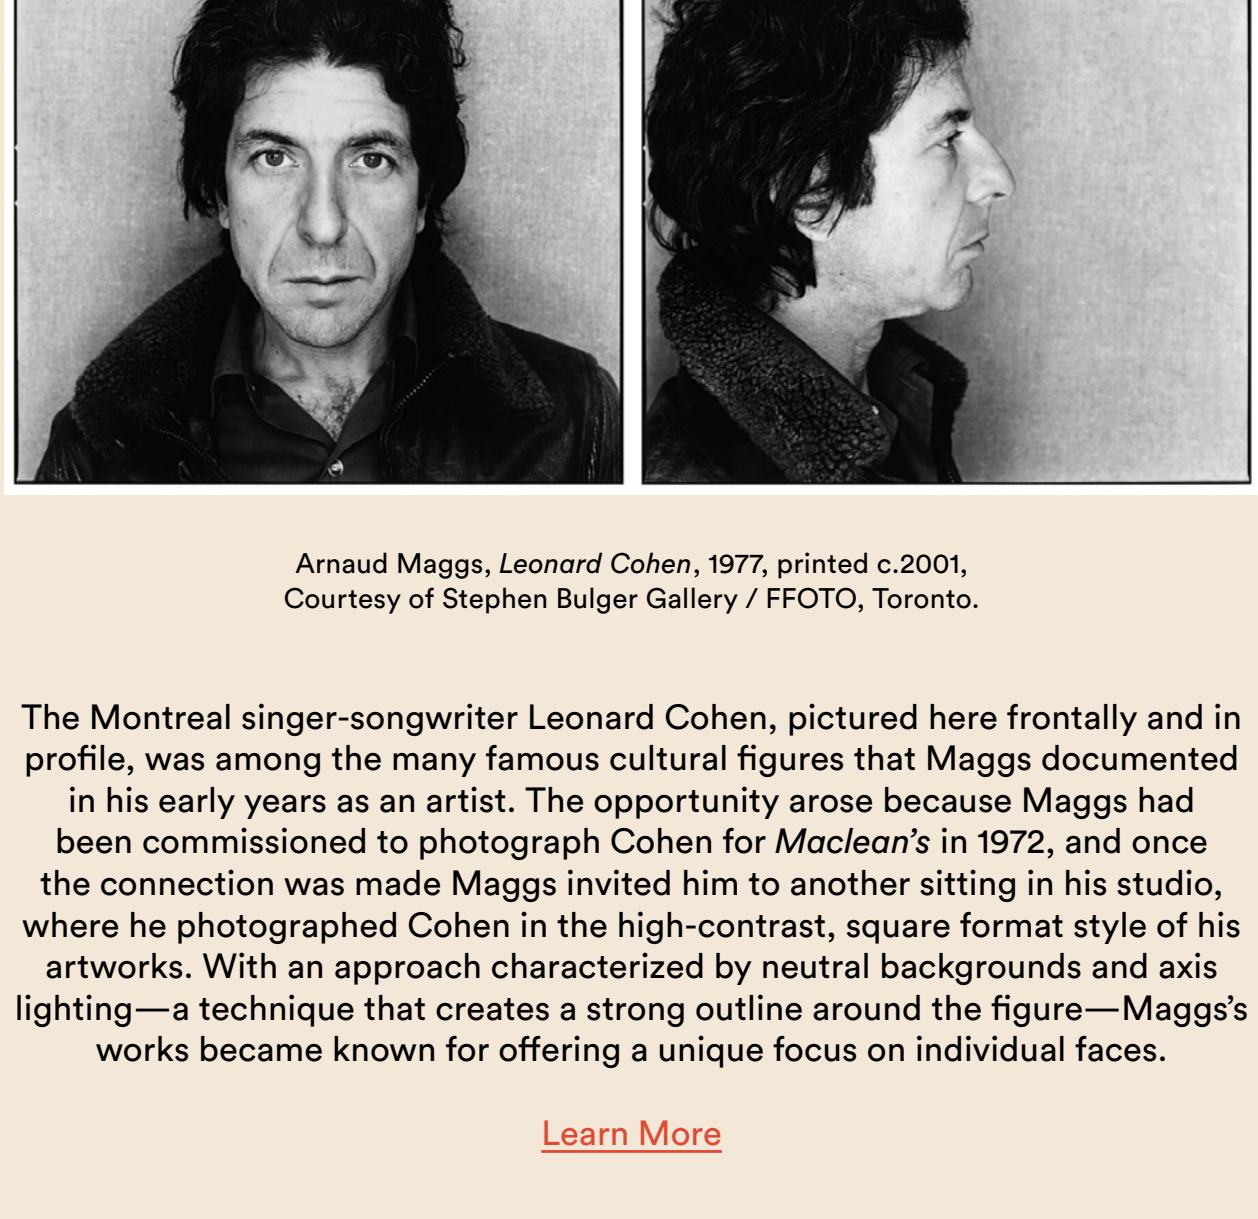 Arnaud Maggs, Leonard Cohen, 1977, printed c.2001,
Courtesy of Stephen Bulger Gallery / FFOTO, Toronto.
The Montreal singer-songwriter Leonard Cohen, pictured here frontally and in
profile, was among the many famous cultural figures that Maggs documented
in his early years as an artist. The opportunity arose because Maggs had
been commissioned to photograph Cohen for Maclean’s in 1972, and once
the connection was made Maggs invited him to another sitting in his studio,
where he photographed Cohen in the high-contrast, square format style of his
artworks. With an approach characterized by neutral backgrounds and axis
lighting—a technique that creates a strong outline around the figure—Maggs’s
works became known for offering a unique focus on individual faces.
Learn More